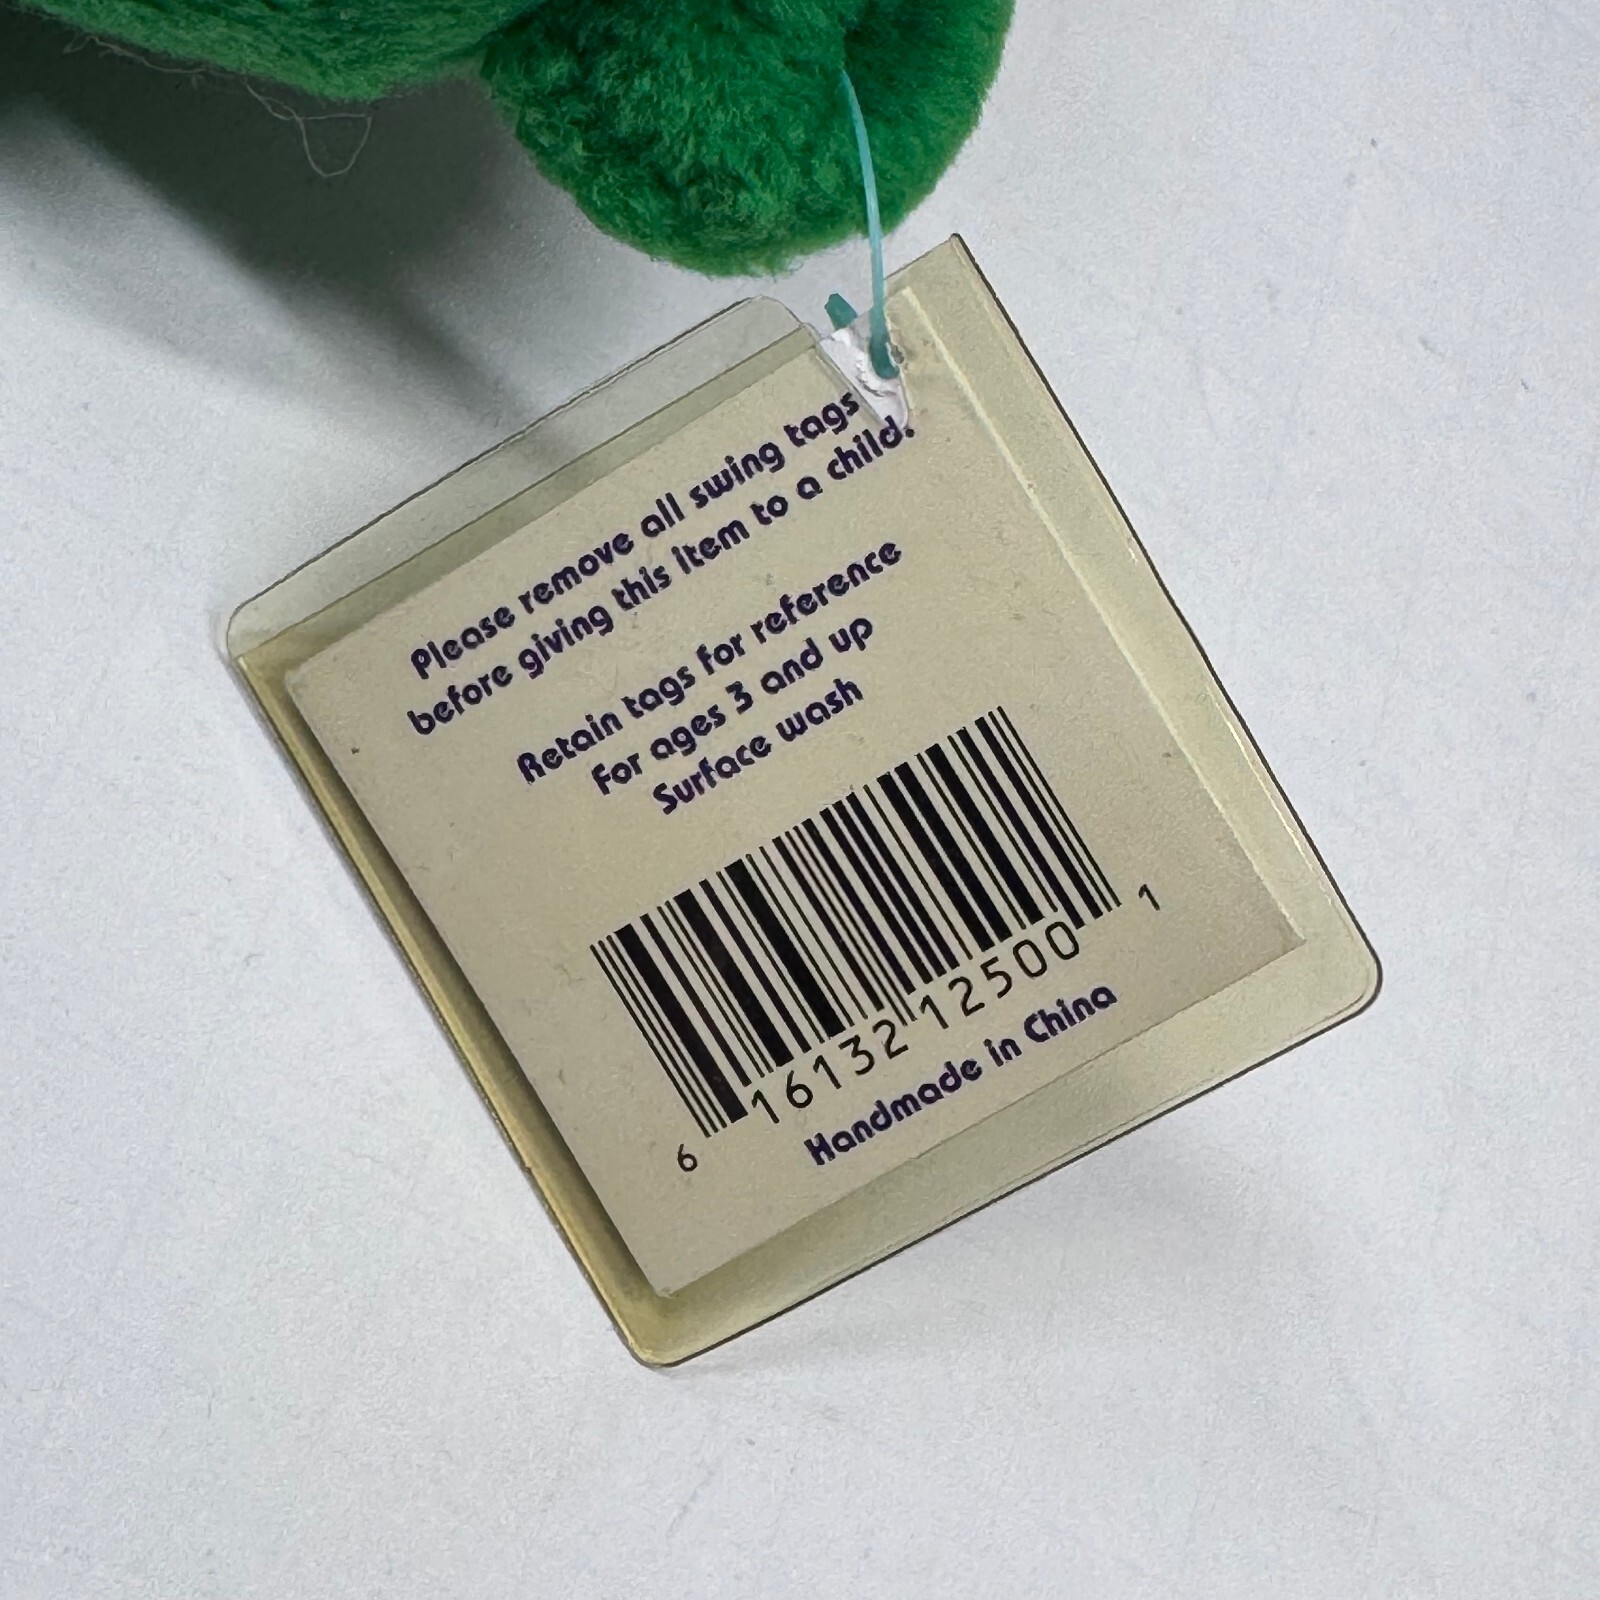 Please remove all swing tags
before giving this item to a child.
Retain tags for reference
For ages 3 and up
Surface wash
6 16132 12500 1
Handmade in China